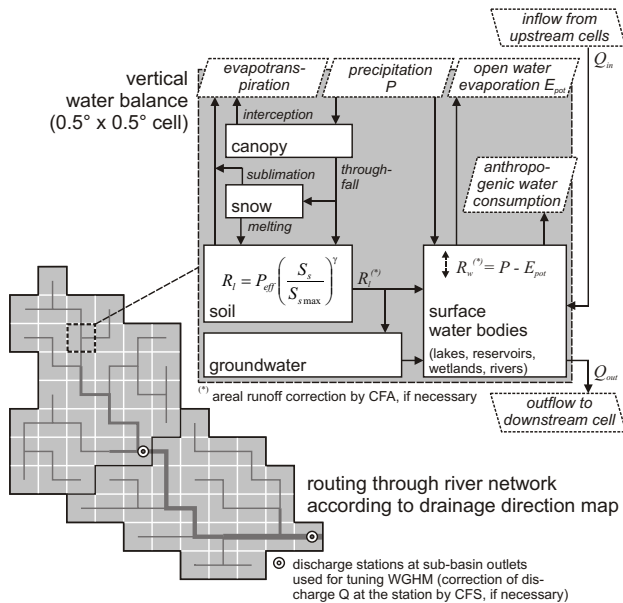 inflow from
upstream cells
Q_in
vertical
water balance
(0.5° x 0.5° cell)
evapotrans-
piration
precipitation
P
open water
evaporation E_pot
interception
canopy
sublimation
through-
fall
snow
melting
anthropo-
genic water
consumption
R_l = P_eff (S_s / S_s max)^γ
soil
R_l^(*)
R_w^(*) = P - E_pot
surface
water bodies
(lakes, reservoirs,
wetlands, rivers)
groundwater
Q_out
(*) areal runoff correction by CFA, if necessary
outflow to
downstream cell
routing through river network
according to drainage direction map
discharge stations at sub-basin outlets
used for tuning WGHM (correction of dis-
charge Q at the station by CFS, if necessary)